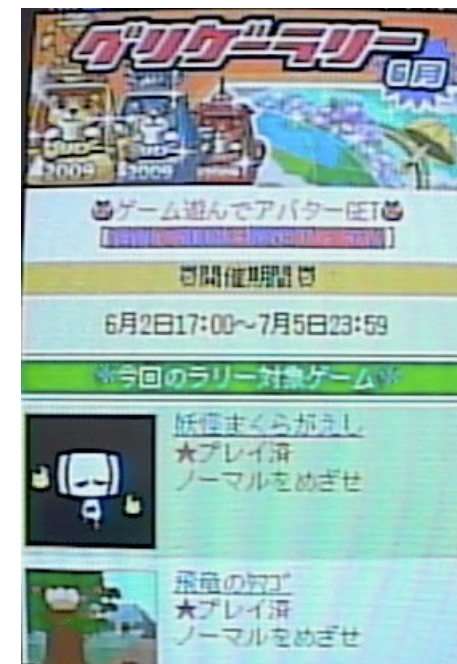 グリゲーラリー
6月
2009
2009
2009
ゲーム遊んでアバターGET
開催期間
6月2日17:00～7月5日23:59
今回のラリー対象ゲーム
妖怪まくらがえし
★プレイ済
ノーマルをめざせ
飛竜のタマゴ
★プレイ済
ノーマルをめざせ